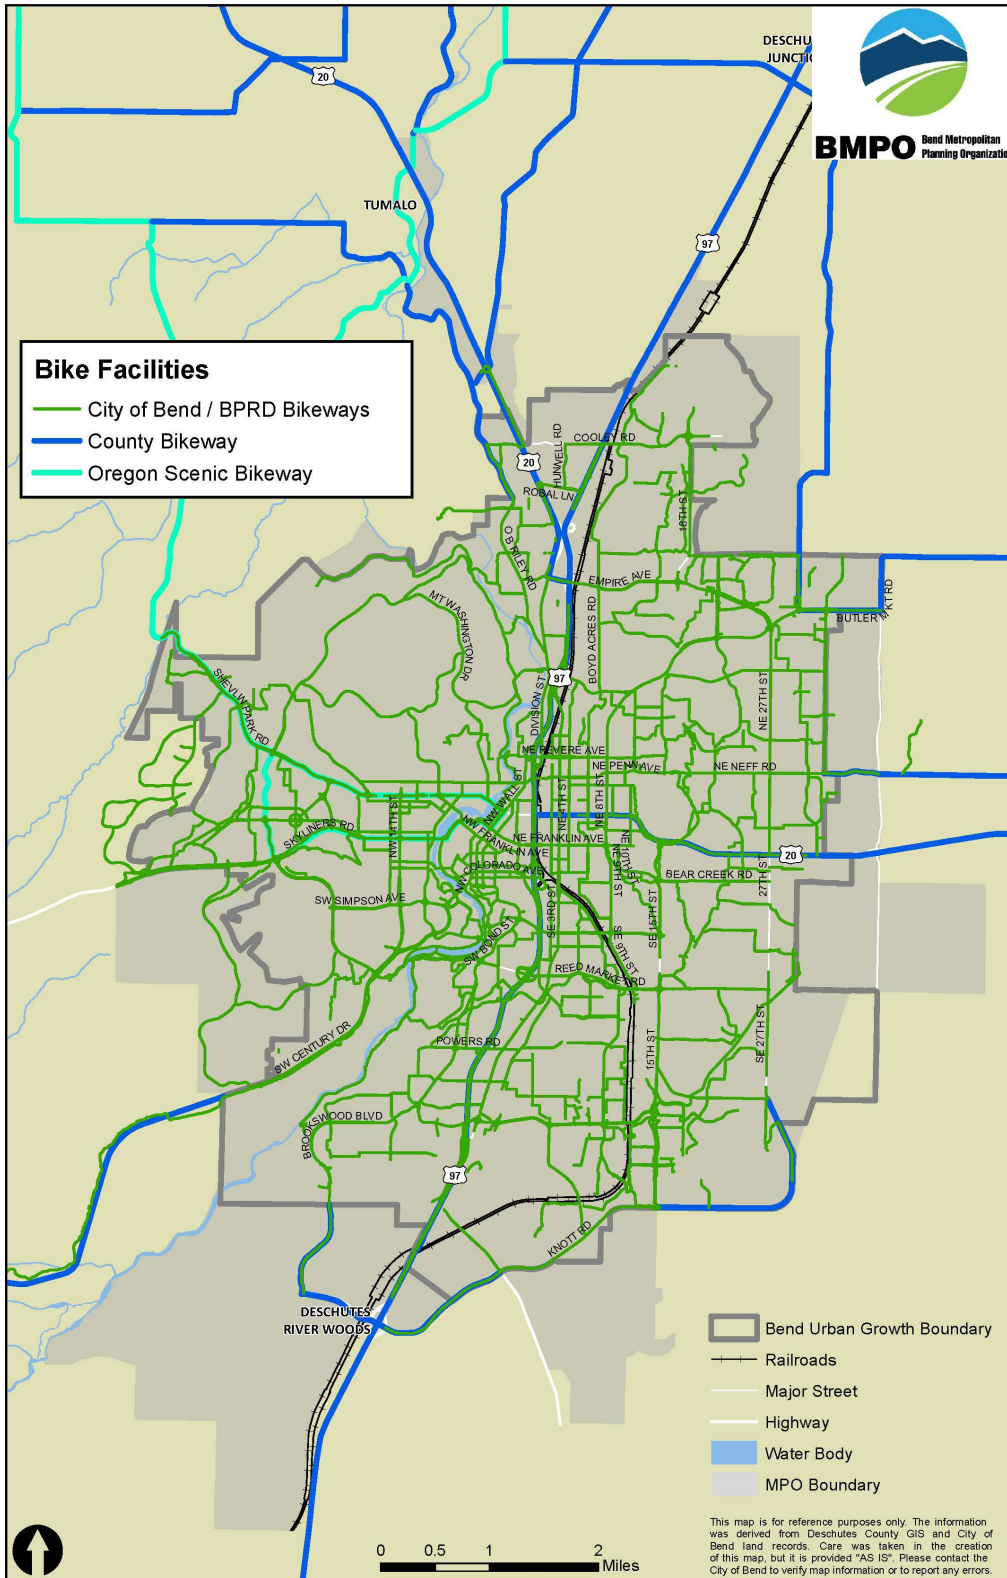 DESCHU
JUNCTIO
BMPO Bend Metropolitan
Planning Organizatio
20
TUMALO
97
Bike Facilities
City of Bend / BPRD Bikeways
County Bikeway
Oregon Scenic Bikeway
HUNWELL RD
COOLEY RD
20
ROBAL LN
18TH ST
O B RILEY RD
EMPIRE AVE
BOYD ACRES RD
BUTLER M KT RD
MT WASHINGTON DR
SHEVLIN PARK RD
97
DIVISION ST
NE 27TH ST
NE REVERE AVE
NE PENN AVE
NE NEFF RD
NW WALL ST
NE 4TH ST
NE 8TH ST
NW 14TH ST
SKYLINERS RD
NW FRANKLIN AVE
NE FRANKLIN AVE
NE 10TH ST
NE 9TH ST
20
NW COLORADO AVE
BEAR CREEK RD
27TH ST
SW SIMPSON AVE
SE 3RD ST
SE 15TH ST
SW BOND ST
SE 9TH ST
REED MARKET RD
SW CENTURY DR
POWERS RD
15TH ST
SE 27TH ST
BROOKSWOOD BLVD
97
KNOTT RD
DESCHUTES
RIVER WOODS
Bend Urban Growth Boundary
Railroads
Major Street
Highway
Water Body
MPO Boundary
This map is for reference purposes only. The information
was derived from Deschutes County GIS and City of
Bend land records. Care was taken in the creation
of this map, but it is provided "AS IS". Please contact the
City of Bend to verify map information or to report any errors.
0 0.5 1 2
Miles